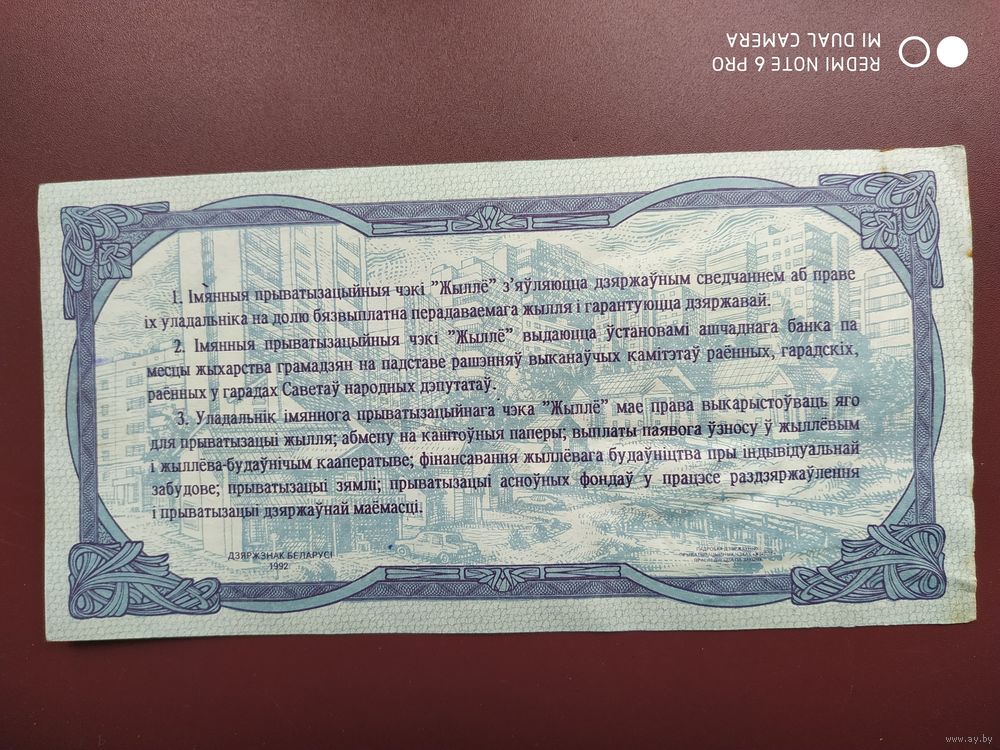 MI DUAL CAMERA
REDMI NOTE 6 PRO
1. Імянныя прыватызацыйныя чэкі "Жыллё" з'яўляюцца дзяржаўным сведчаннем аб праве
іх уладальніка на долю бязвыплатна перадаваемага жылля і гарантуюцца дзяржавай.
2. Імянныя прыватызацыйныя чэкі "Жыллё" выдаюцца ўстановамі ашчаднага банка па
месцы жыхарства грамадзян на падставе рашэнняў выканаўчых камітэтаў раённых, гарадскіх,
раённых у гарадах Саветаў народных дэпутатаў.
3. Уладальнік імяннога прыватызацыйнага чэка "Жыллё" мае права выкарыстоўваць яго
для прыватызацыі жылля; абмену на каштоўныя паперы; выплаты паявога ўзносу ў жыллёвым
і жыллёва-будаўнічым кааператыве; фінансавання жыллёвага будаўніцтва пры індывідуальнай
забудове; прыватызацыі зямлі; прыватызацыі асноўных фондаў у працэсе раздзяржаўлення
і прыватызацыі дзяржаўнай маёмасці.
ДЗЯРЖЗНАК БЕЛАРУСІ
1992
www.ay.by